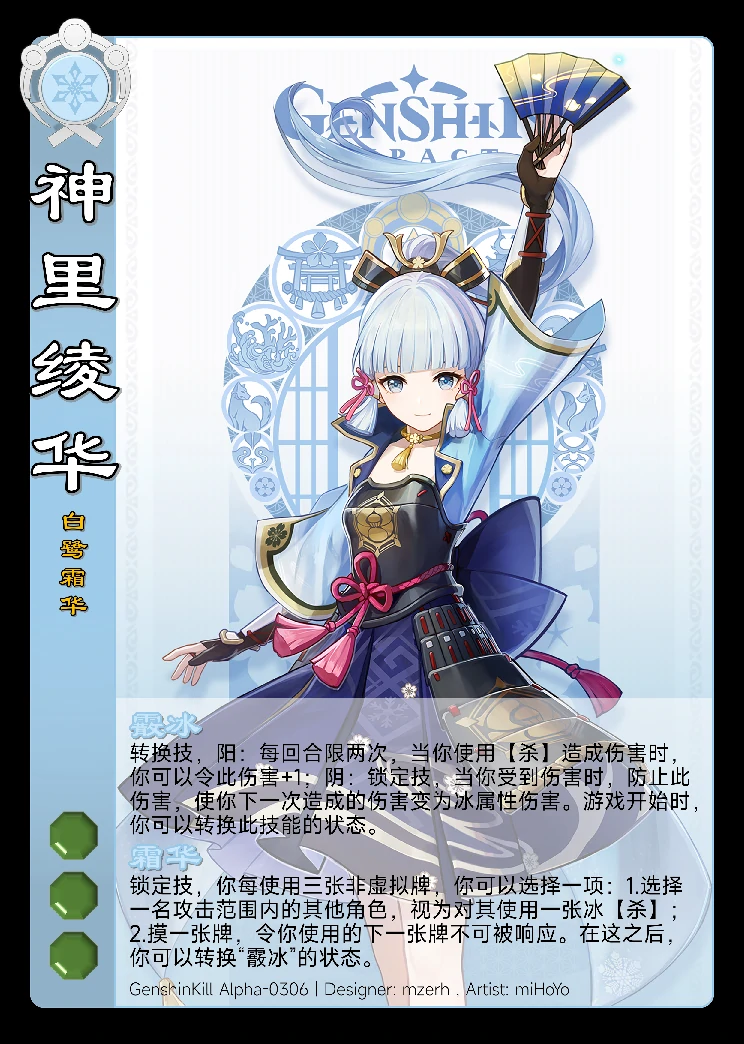 GENSHIN
IMPACT
神里绫华
白鹭霜华
霰冰
转换技，阳：每回合限两次，当你使用【杀】造成伤害时，
你可以令此伤害+1；阴：锁定技，当你受到伤害时，防止此
伤害，使你下一次造成的伤害变为冰属性伤害。游戏开始时，
你可以转换此技能的状态。
霜华
锁定技，你每使用三张非虚拟牌，你可以选择一项：1.选择
一名攻击范围内的其他角色，视为对其使用一张冰【杀】；
2.摸一张牌，令你使用的下一张牌不可被响应。在这之后，
你可以转换“霰冰”的状态。
GenshinKill Alpha-0306 | Designer: mzerh . Artist: miHoYo